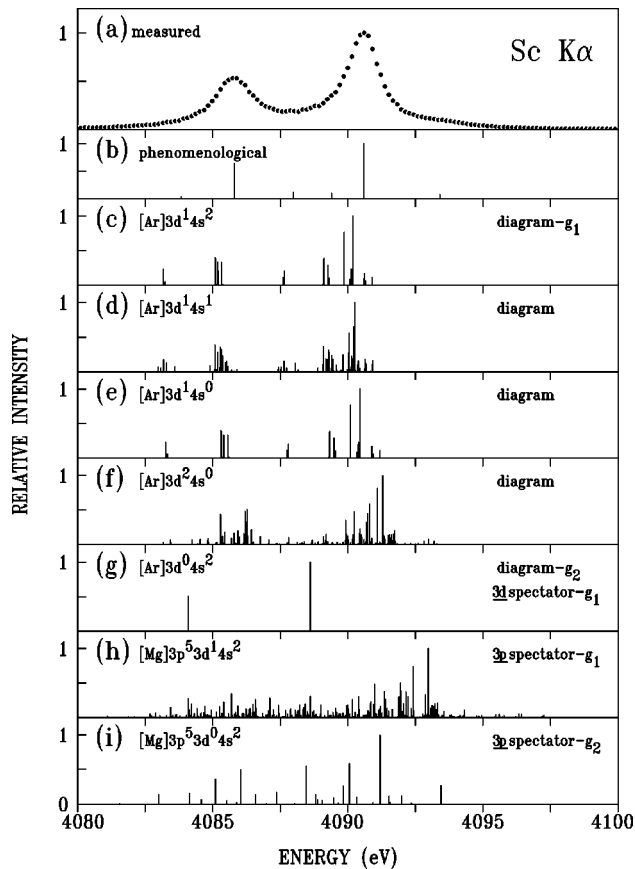 (a) measured
Sc Kα
1
(b) phenomenological
1
(c) [Ar]3d¹4s² diagram-g₁
1
(d) [Ar]3d¹4s¹ diagram
1
(e) [Ar]3d¹4s⁰ diagram
1
(f) [Ar]3d²4s⁰ diagram
1
(g) [Ar]3d⁰4s² diagram-g₂
1
3d spectator-g₁
(h) [Mg]3p⁵3d¹4s² 3p spectator-g₁
1
(i) [Mg]3p⁵3d⁰4s² 3p spectator-g₂
1
0
4080 4085 4090 4095 4100
ENERGY (eV)
RELATIVE INTENSITY